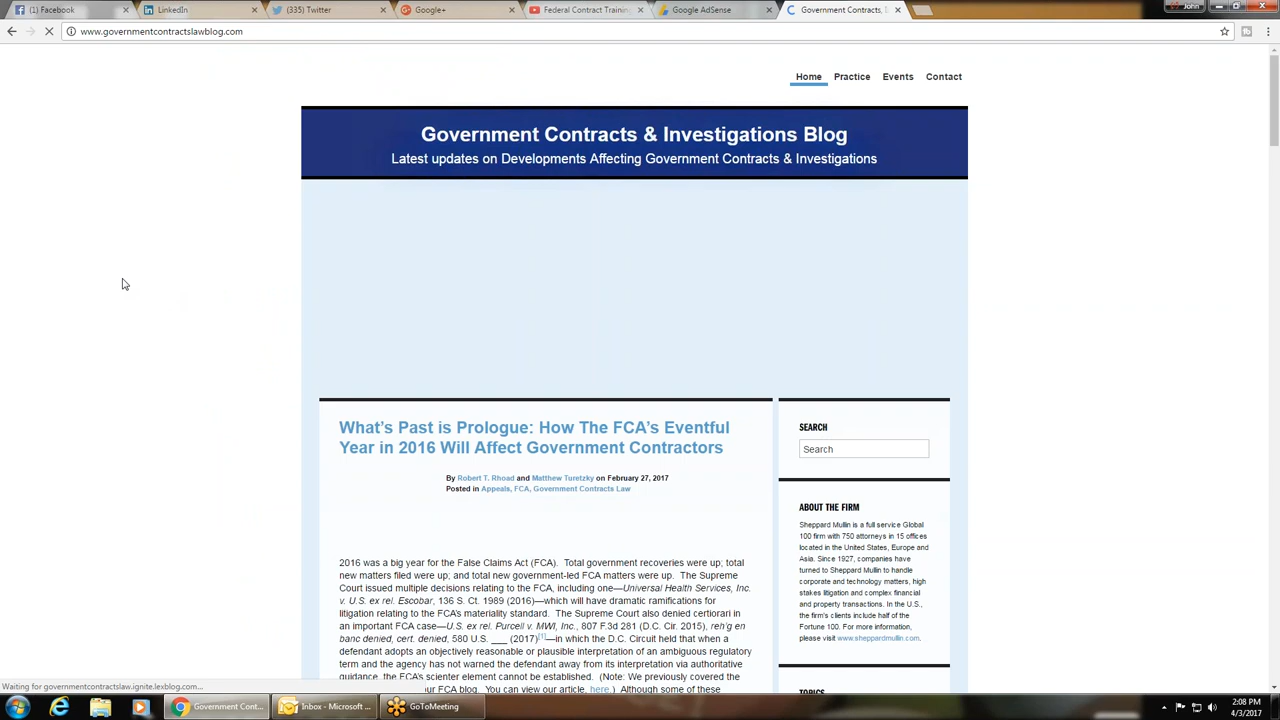 (1) Facebook
LinkedIn
(335) Twitter
Google+
Federal Contract Training
Google AdSense
Government Contracts, I
John
www.governmentcontractslawblog.com
Home Practice Events Contact
Government Contracts & Investigations Blog
Latest updates on Developments Affecting Government Contracts & Investigations
What's Past is Prologue: How The FCA's Eventful
Year in 2016 Will Affect Government Contractors
By Robert T. Rhoad and Matthew Turetzky on February 27, 2017
Posted in Appeals, FCA, Government Contracts Law
2016 was a big year for the False Claims Act (FCA). Total government recoveries were up; total
new matters filed were up; and total new government-led FCA matters were up. The Supreme
Court issued multiple decisions relating to the FCA, including one—Universal Health Services, Inc.
v. U.S. ex rel. Escobar, 136 S. Ct. 1989 (2016)—which will have dramatic ramifications for
litigation relating to the FCA's materiality standard. The Supreme Court also denied certiorari in
an important FCA case—U.S. ex rel. Purcell v. MWI, Inc., 807 F.3d 281 (D.C. Cir. 2015), reh'g en
banc denied, cert. denied, 580 U.S. ___ (2017)[1]—in which the D.C. Circuit held that when a
defendant adopts an objectively reasonable or plausible interpretation of an ambiguous regulatory
term and the agency has not warned the defendant away from its interpretation via authoritative
guidance, the FCA's scienter element cannot be established. (Note: We previously covered the
our FCA blog. You can view our article, here.) Although some of these
SEARCH
Search
ABOUT THE FIRM
Sheppard Mullin is a full service Global
100 firm with 750 attorneys in 15 offices
located in the United States, Europe and
Asia. Since 1927, companies have
turned to Sheppard Mullin to handle
corporate and technology matters, high
stakes litigation and complex financial
and property transactions. In the U.S.,
the firm's clients include half of the
Fortune 100. For more information,
please visit www.sheppardmullin.com.
TOPICS
Waiting for governmentcontractslaw.ignite.lexblog.com...
Government Cont...
Inbox - Microsoft ...
GoToMeeting
2:08 PM
4/3/2017